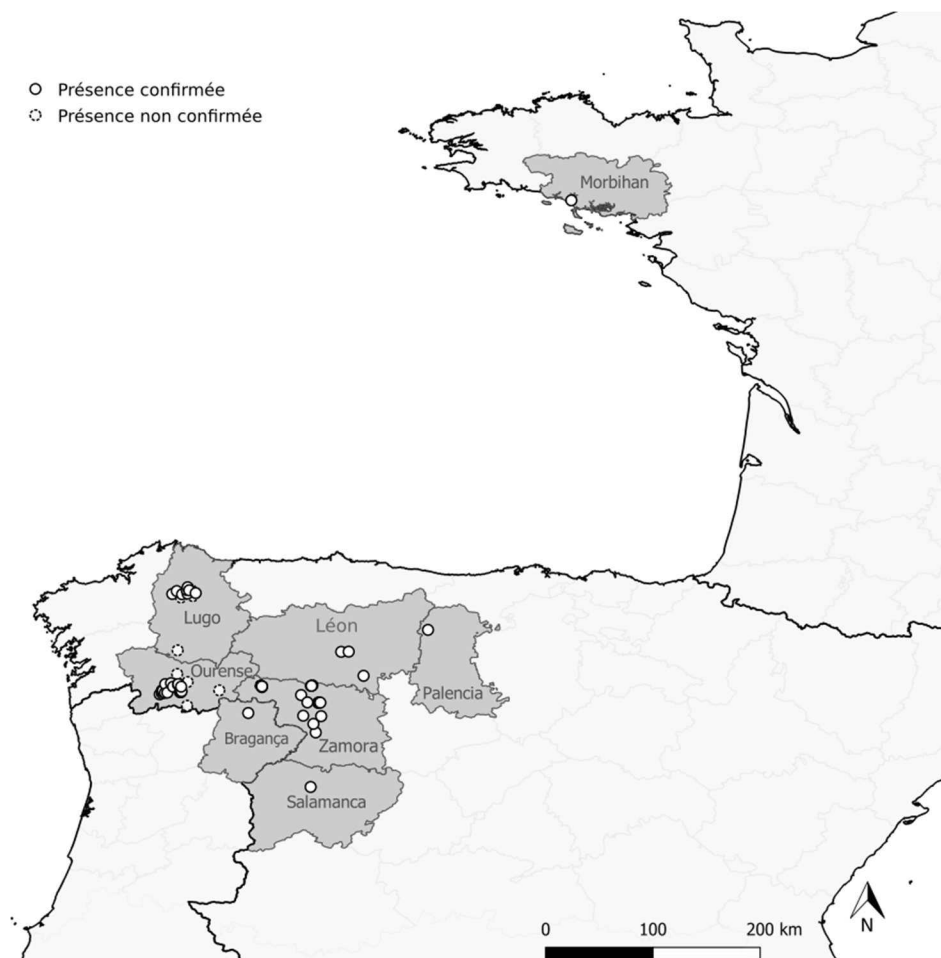 Présence confirmée
Présence non confirmée
Morbihan
Lugo
Léon
Ourense
Palencia
Bragança
Zamora
Salamanca
N
0 100 200 km